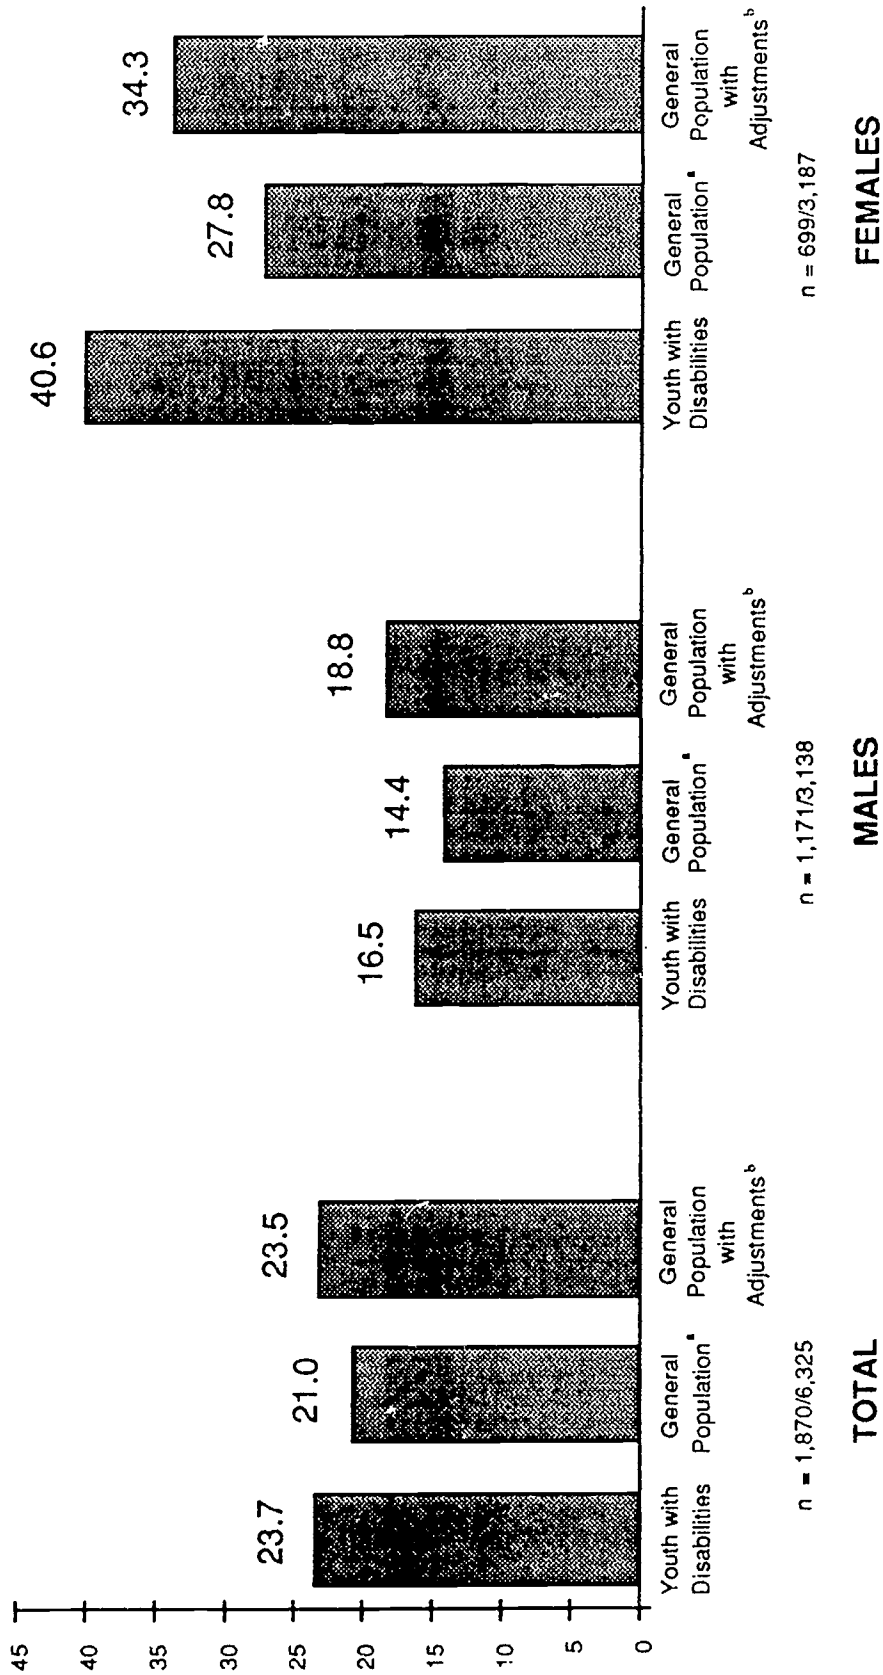 45
40
35
30
25
20
15
10
5
0
23.7
21.0
23.5
16.5
14.4
18.8
40.6
27.8
34.3
Youth with
Disabilities
General
Population a
General
Population
with
Adjustments b
Youth with
Disabilities
General
Population a
General
Population
with
Adjustments b
Youth with
Disabilities
General
Population a
General
Population
with
Adjustments b
n = 1,870/6,325
n = 1,171/3,138
n = 699/3,187
TOTAL
MALES
FEMALES